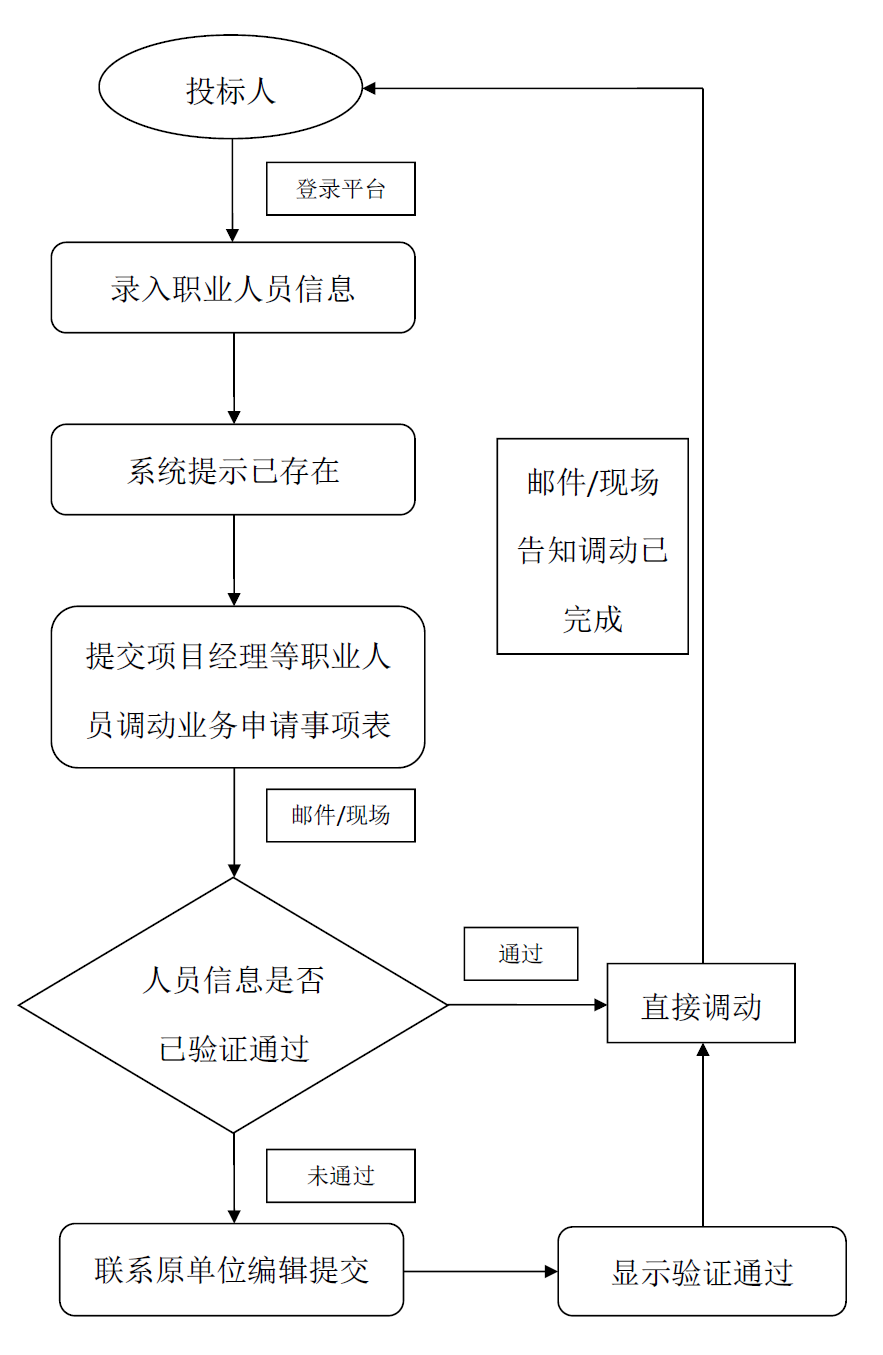 投标人
登录平台
录入职业人员信息
系统提示已存在
邮件/现场
告知调动已
完成
提交项目经理等职业人
员调动业务申请事项表
邮件/现场
人员信息是否
已验证通过
通过
直接调动
未通过
联系原单位编辑提交
显示验证通过